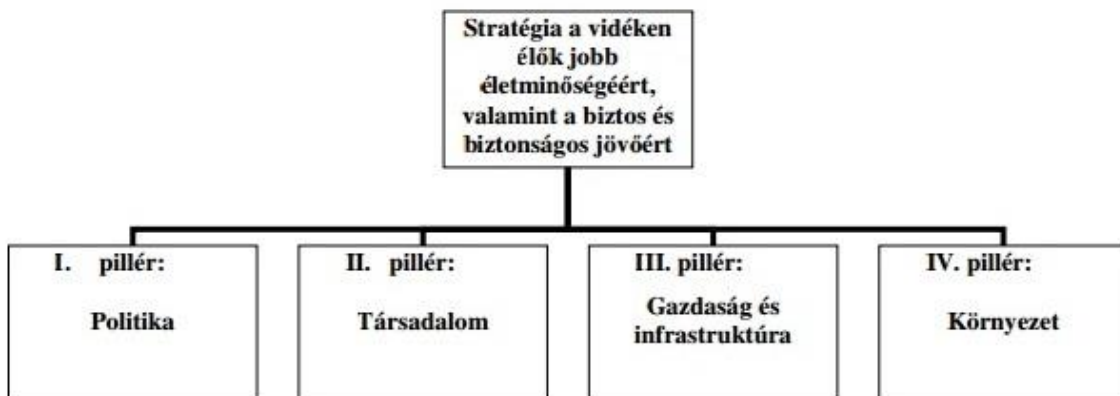 Stratégia a vidéken
élők jobb
életminőségéért,
valamint a biztos és
biztonságos jövőért
I. pillér:
Politika
II. pillér:
Társadalom
III. pillér:
Gazdaság és
infrastruktúra
IV. pillér:
Környezet